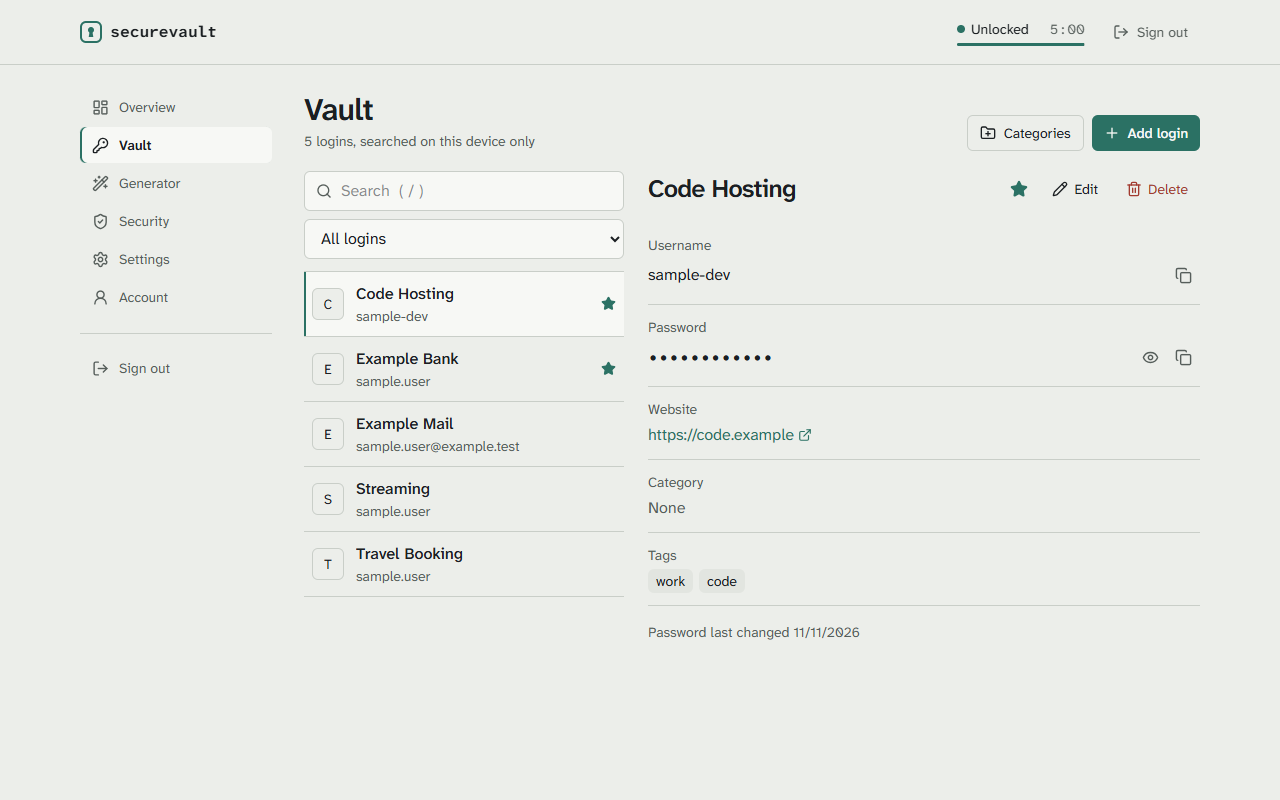 securevault
Unlocked 5:00
Sign out
Overview
Vault
Generator
Security
Settings
Account
Sign out
Vault
5 logins, searched on this device only
Categories
Add login
Search ( / )
All logins
C
Code Hosting
sample-dev
E
Example Bank
sample.user
E
Example Mail
sample.user@example.test
S
Streaming
sample.user
T
Travel Booking
sample.user
Code Hosting
Edit
Delete
Username
sample-dev
Password
••••••••••••
Website
https://code.example
Category
None
Tags
work code
Password last changed 11/11/2026